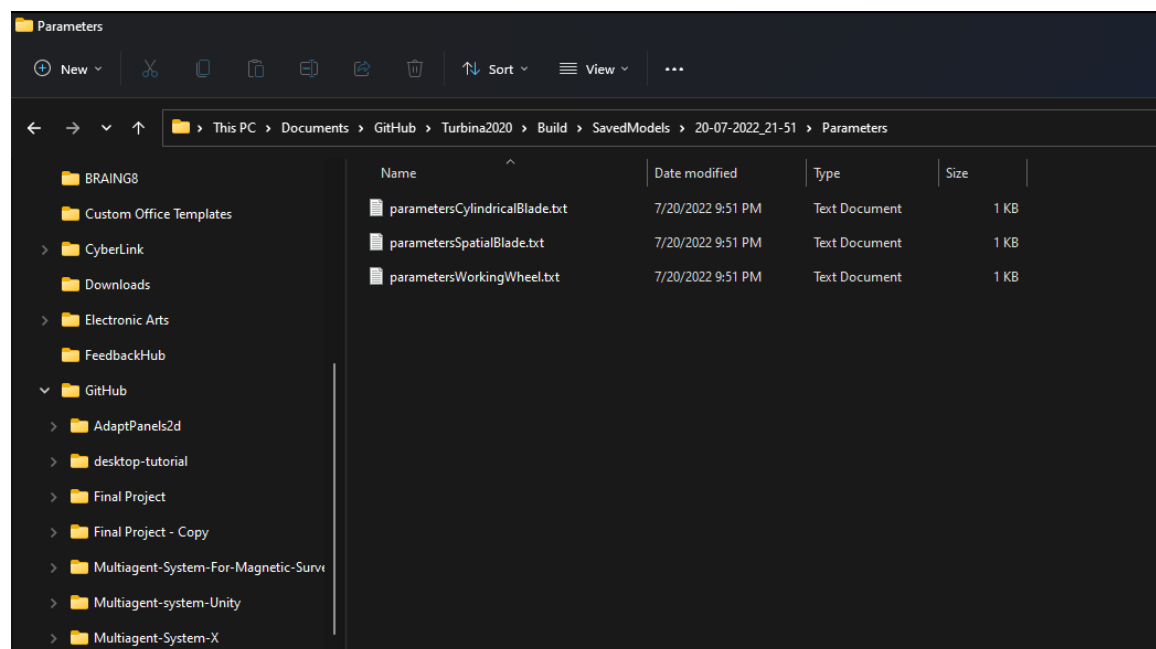 Parameters
New
Sort
View
This PC > Documents > GitHub > Turbina2020 > Build > SavedModels > 20-07-2022_21-51 > Parameters
BRAING8
Custom Office Templates
CyberLink
Downloads
Electronic Arts
FeedbackHub
GitHub
AdaptPanels2d
desktop-tutorial
Final Project
Final Project - Copy
Multiagent-System-For-Magnetic-Surve
Multiagent-system-Unity
Multiagent-System-X
Name Date modified Type Size
parametersCylindricalBlade.txt 7/20/2022 9:51 PM Text Document 1 KB
parametersSpatialBlade.txt 7/20/2022 9:51 PM Text Document 1 KB
parametersWorkingWheel.txt 7/20/2022 9:51 PM Text Document 1 KB